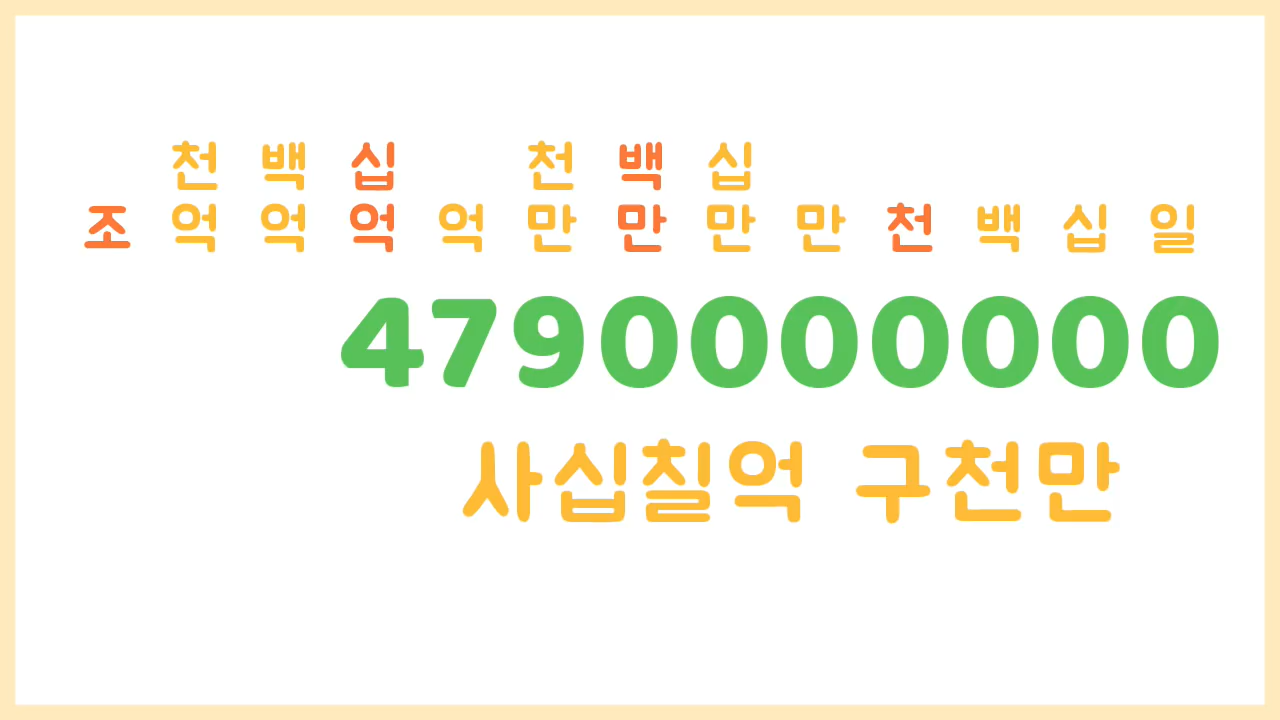 천 백 십 천 백 십
조 억 억 억 억 만 만 만 만 천 백 십 일
4790000000
사십칠억 구천만